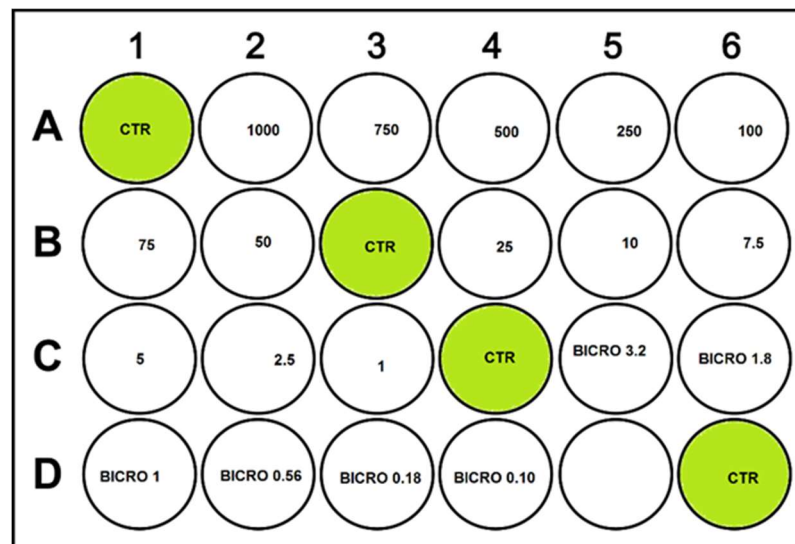 1 2 3 4 5 6
A CTR 1000 750 500 250 100
B 75 50 CTR 25 10 7.5
C 5 2.5 1 CTR BICRO 3.2 BICRO 1.8
D BICRO 1 BICRO 0.56 BICRO 0.18 BICRO 0.10 CTR